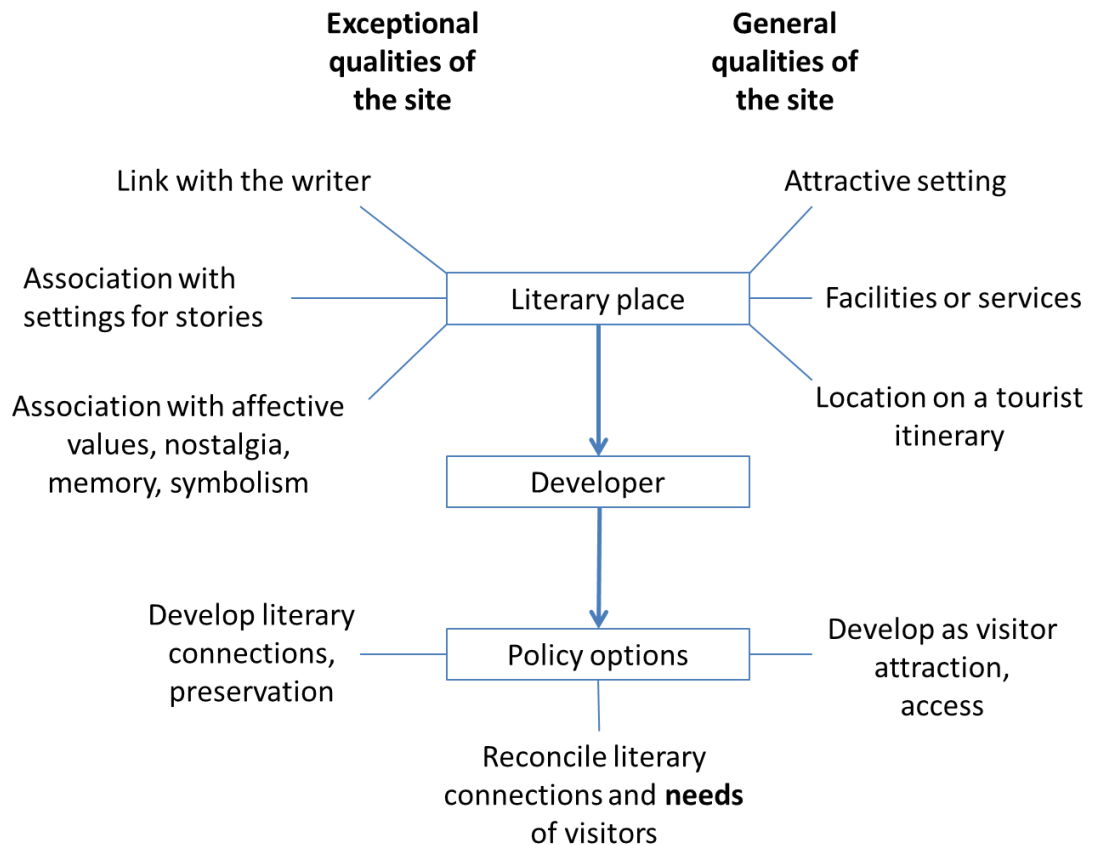 Exceptional
qualities of
the site
General
qualities of
the site
Link with the writer
Attractive setting
Association with
settings for stories
Literary place
Facilities or services
Association with affective
values, nostalgia,
memory, symbolism
Location on a tourist
itinerary
Developer
Develop literary
connections,
preservation
Policy options
Develop as visitor
attraction,
access
Reconcile literary
connections and needs
of visitors